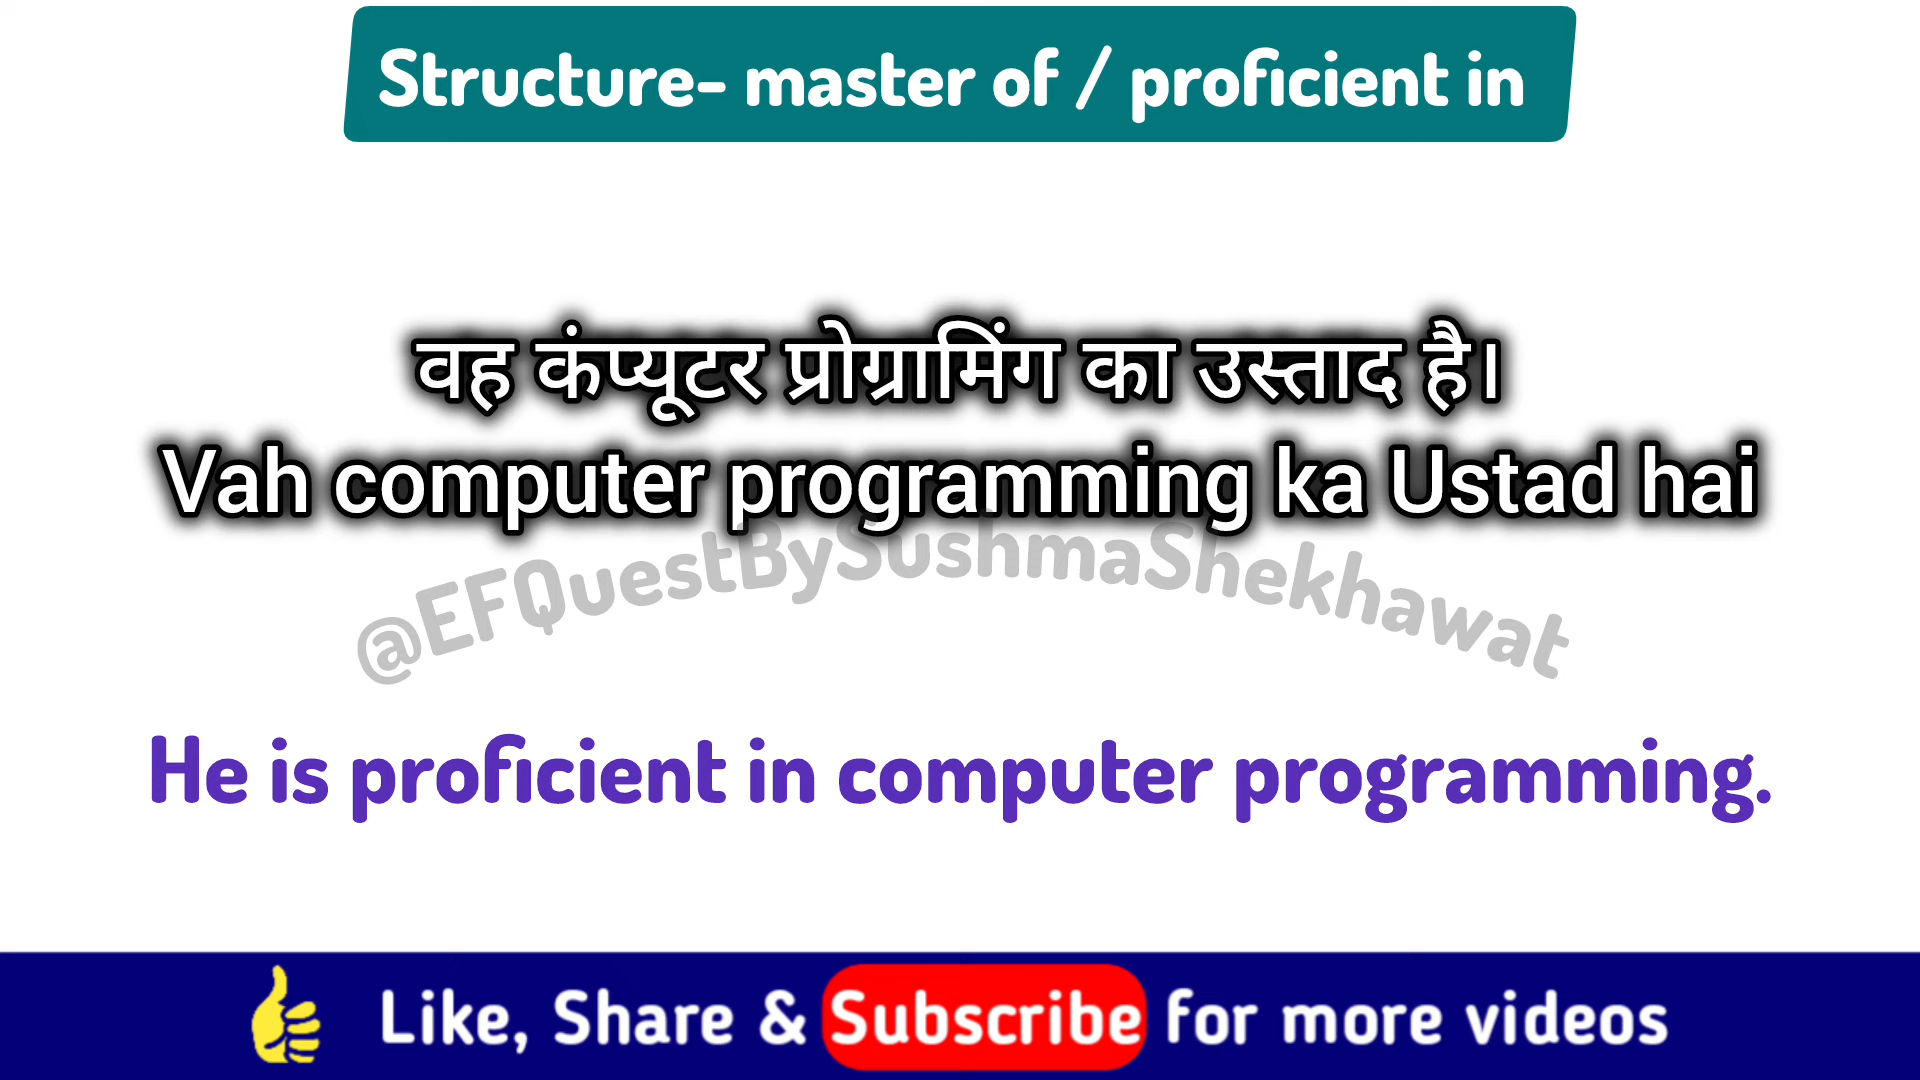 Structure- master of / proficient in
वह कंप्यूटर प्रोग्रामिंग का उस्ताद है।
Vah computer programming ka Ustad hai
@EFQuestBySushmaShekhawat
He is proficient in computer programming.
Like, Share & Subscribe for more videos